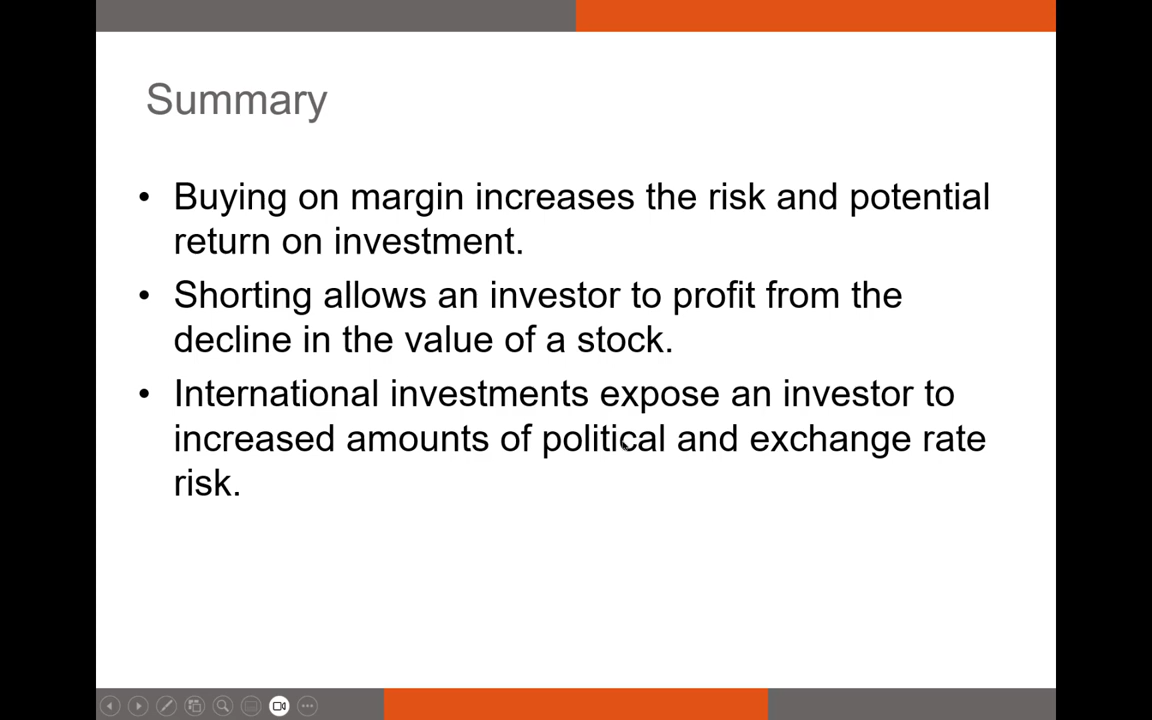 Summary
• Buying on margin increases the risk and potential
return on investment.
• Shorting allows an investor to profit from the
decline in the value of a stock.
• International investments expose an investor to
increased amounts of political and exchange rate
risk.